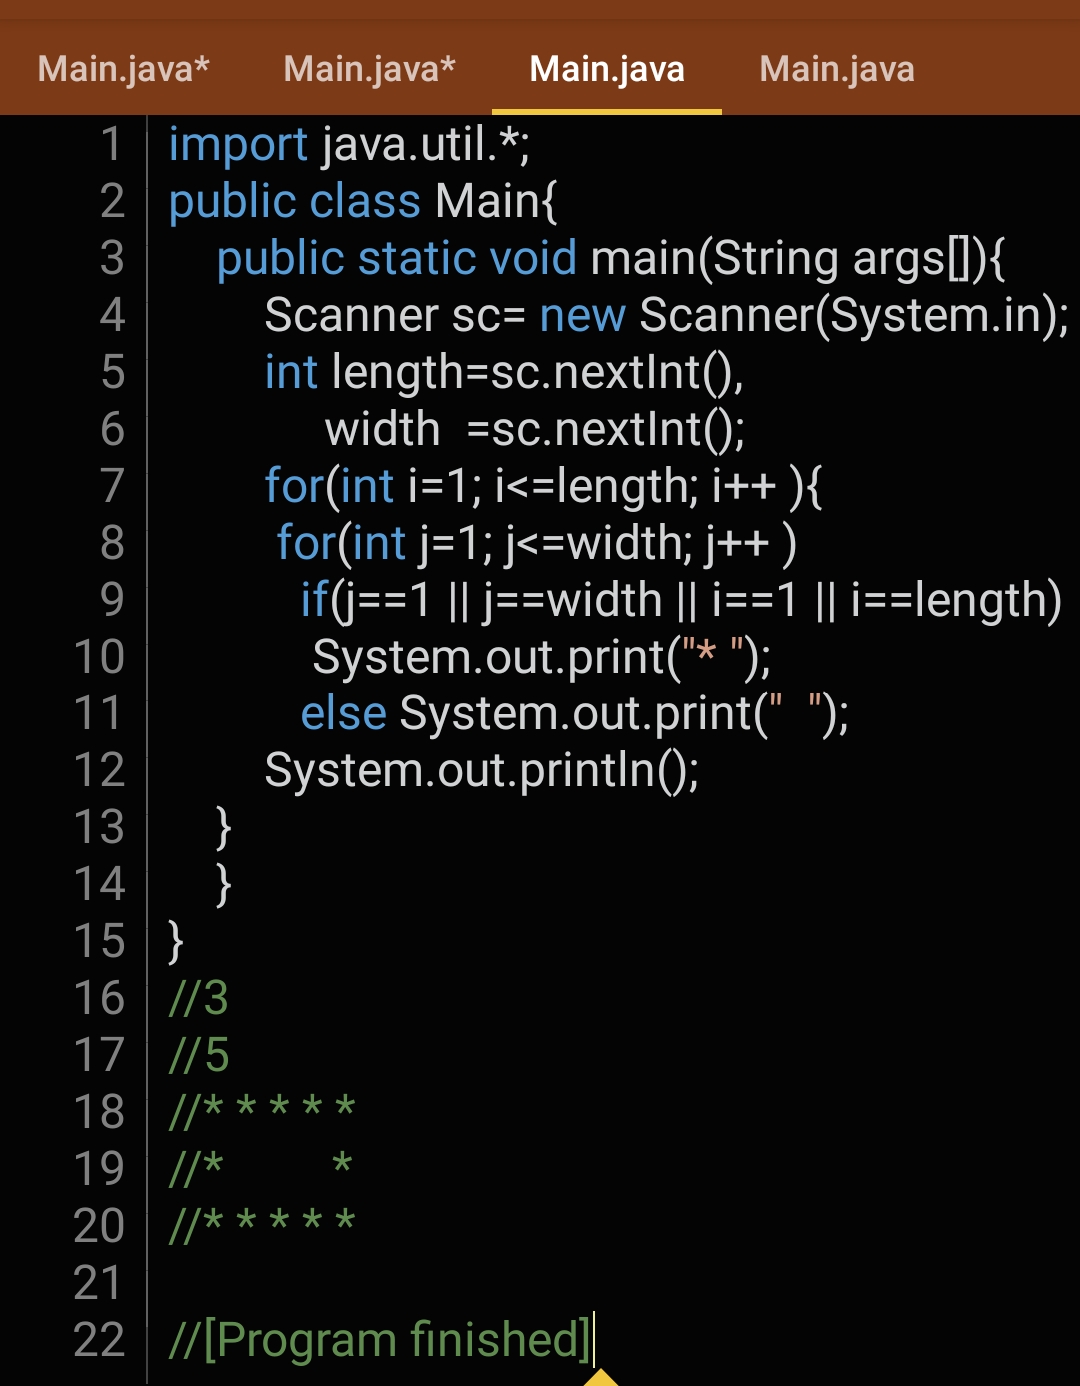 Main.java* Main.java* Main.java Main.java
1 import java.util.*;
2 public class Main{
3     public static void main(String args[]){
4         Scanner sc= new Scanner(System.in);
5         int length=sc.nextInt(),
6              width  =sc.nextInt();
7         for(int i=1; i<=length; i++ ){
8          for(int j=1; j<=width; j++ )
9            if(j==1 || j==width || i==1 || i==length)
10             System.out.print("* ");
11            else System.out.print("  ");
12         System.out.println();
13     }
14     }
15 }
16 //3
17 //5
18 //* * * * *
19 //*         *
20 //* * * * *
21
22 //[Program finished]